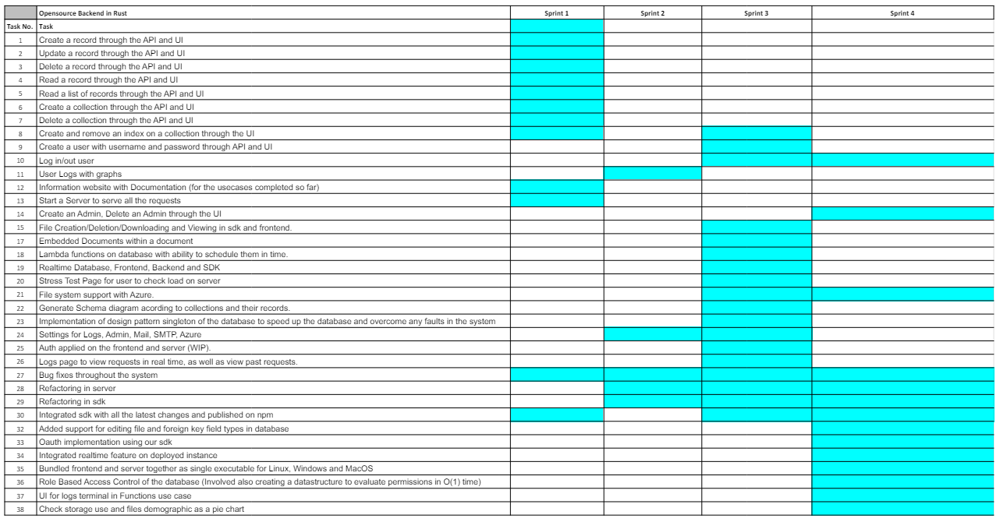 Opensource Backend in Rust Sprint 1 Sprint 2 Sprint 3 Sprint 4
Task No. Task
1 Create a record through the API and UI
2 Update a record through the API and UI
3 Delete a record through the API and UI
4 Read a record through the API and UI
5 Read a list of records through the API and UI
6 Create a collection through the API and UI
7 Delete a collection through the API and UI
8 Create and remove an index on a collection through the UI
9 Create a user with username and password through API and UI
10 Log in/out user
11 User Logs with graphs
12 Information website with Documentation (for the usecases completed so far)
13 Start a Server to serve all the requests
14 Create an Admin, Delete an Admin through the UI
15 File Creation/Deletion/Downloading and Viewing in sdk and frontend.
17 Embedded Documents within a document
18 Lambda functions on database with ability to schedule them in time.
19 Realtime Database, Frontend, Backend and SDK
20 Stress Test Page for user to check load on server
21 File system support with Azure.
22 Generate Schema diagram acording to collections and their records.
23 Implementation of design pattern singleton of the database to speed up the database and overcome any faults in the system
24 Settings for Logs, Admin, Mail, SMTP, Azure
25 Auth applied on the frontend and server (WIP).
26 Logs page to view requests in real time, as well as view past requests.
27 Bug fixes throughout the system
28 Refactoring in server
29 Refactoring in sdk
30 Integrated sdk with all the latest changes and published on npm
32 Added support for editing file and foreign key field types in database
33 Oauth implementation using our sdk
34 Integrated realtime feature on deployed instance
35 Bundled frontend and server together as single executable for Linux, Windows and MacOS
36 Role Based Access Control of the database (Involved also creating a datastructure to evaluate permissions in O(1) time)
37 UI for logs terminal in Functions use case
38 Check storage use and files demographic as a pie chart